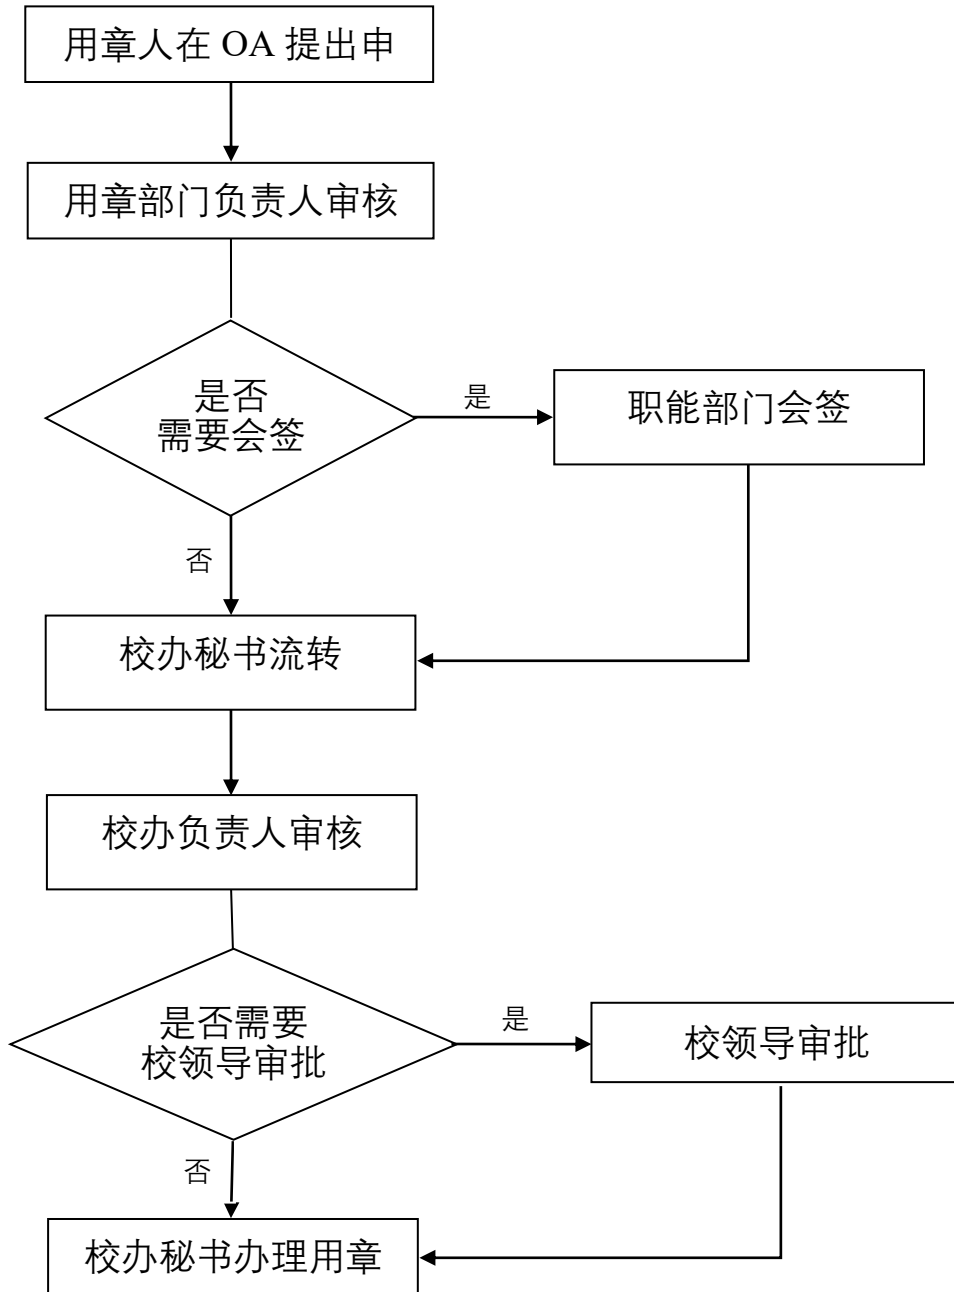 用章人在 OA 提出申
用章部门负责人审核
是否
需要会签
是
职能部门会签
否
校办秘书流转
校办负责人审核
是否需要
校领导审批
是
校领导审批
否
校办秘书办理用章